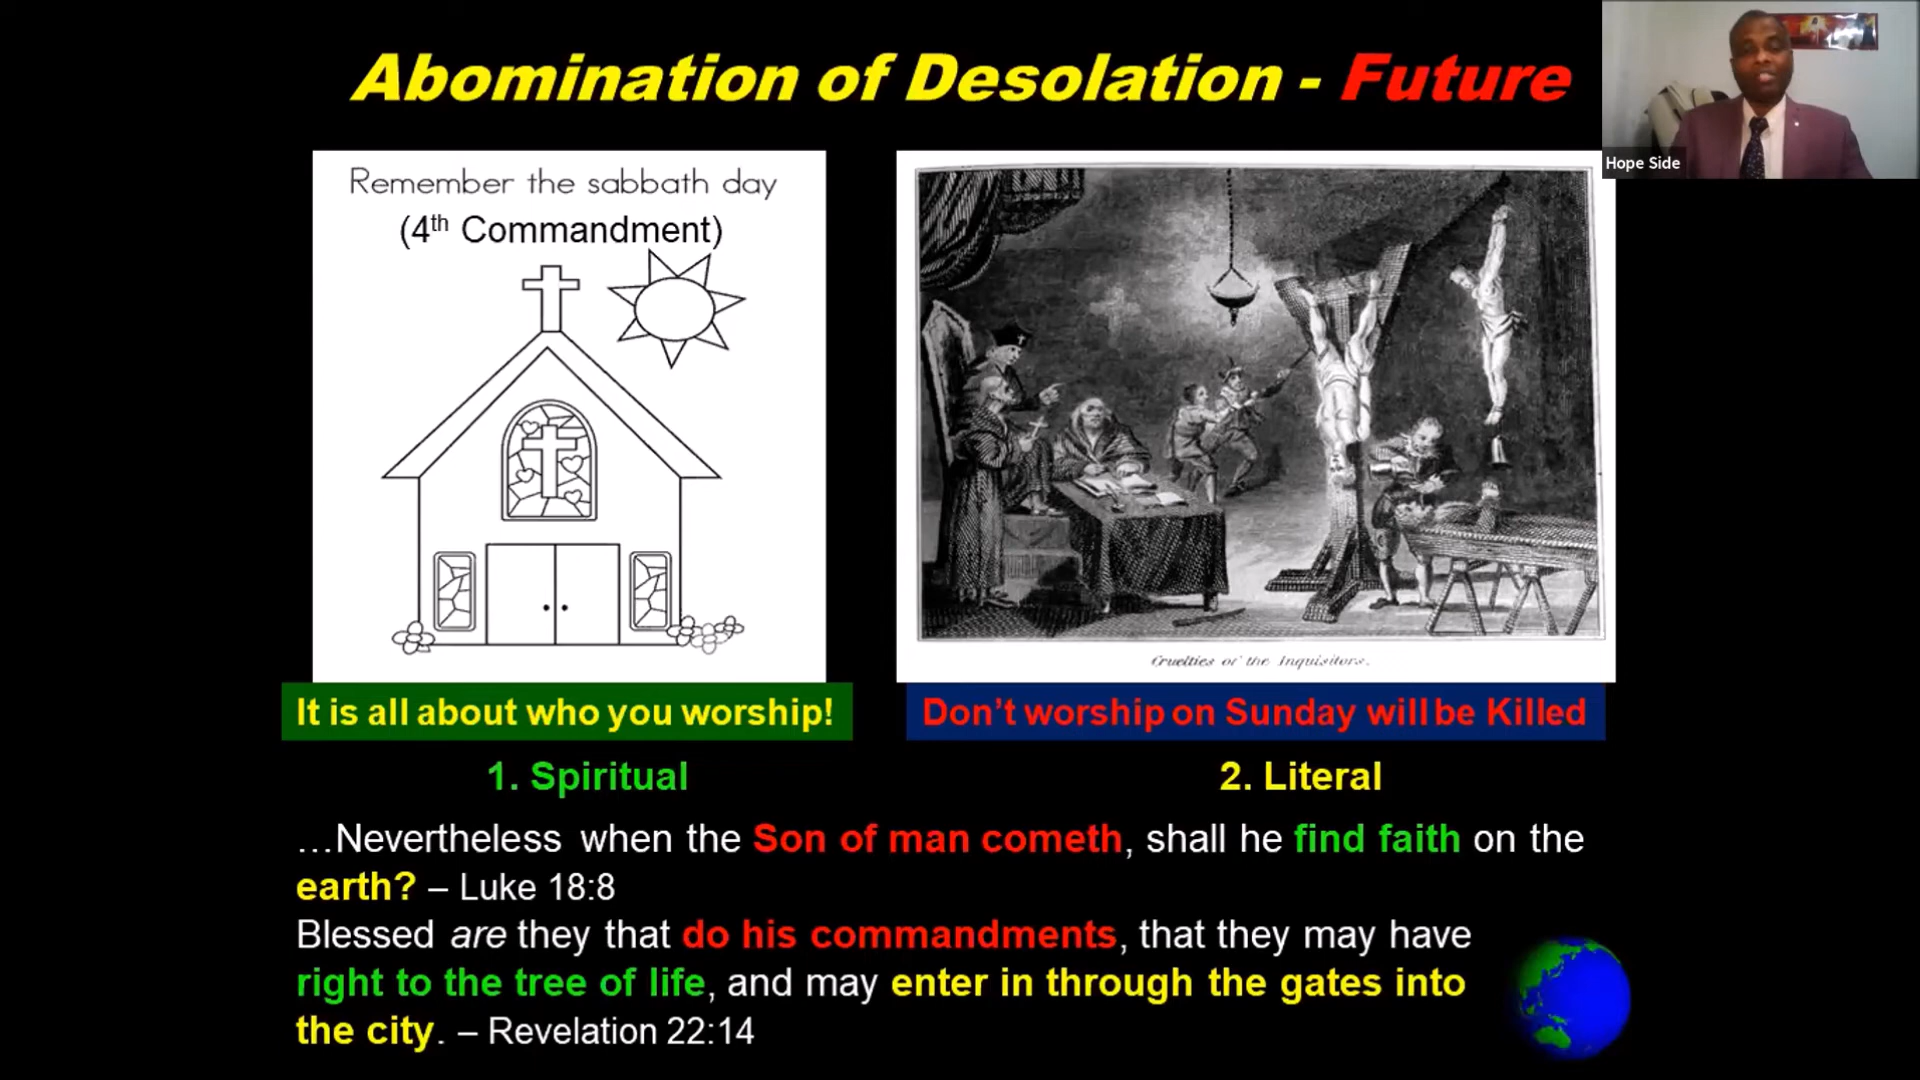 Abomination of Desolation - Future
Hope Side
Remember the sabbath day
(4th Commandment)
Cruelties of the Inquisitors.
It is all about who you worship!
Don't worship on Sunday will be Killed
1. Spiritual
2. Literal
…Nevertheless when the Son of man cometh, shall he find faith on the
earth? – Luke 18:8
Blessed are they that do his commandments, that they may have
right to the tree of life, and may enter in through the gates into
the city. – Revelation 22:14